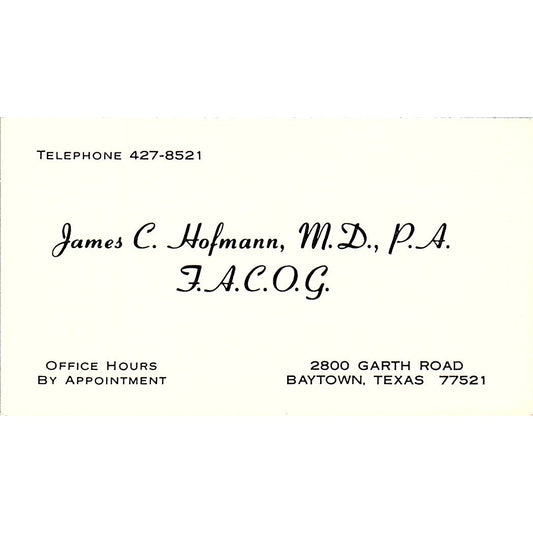 TELEPHONE 427-8521
James C. Hofmann, M.D., P.A.
F.A.C.O.G.
OFFICE HOURS
BY APPOINTMENT
2800 GARTH ROAD
BAYTOWN, TEXAS 77521